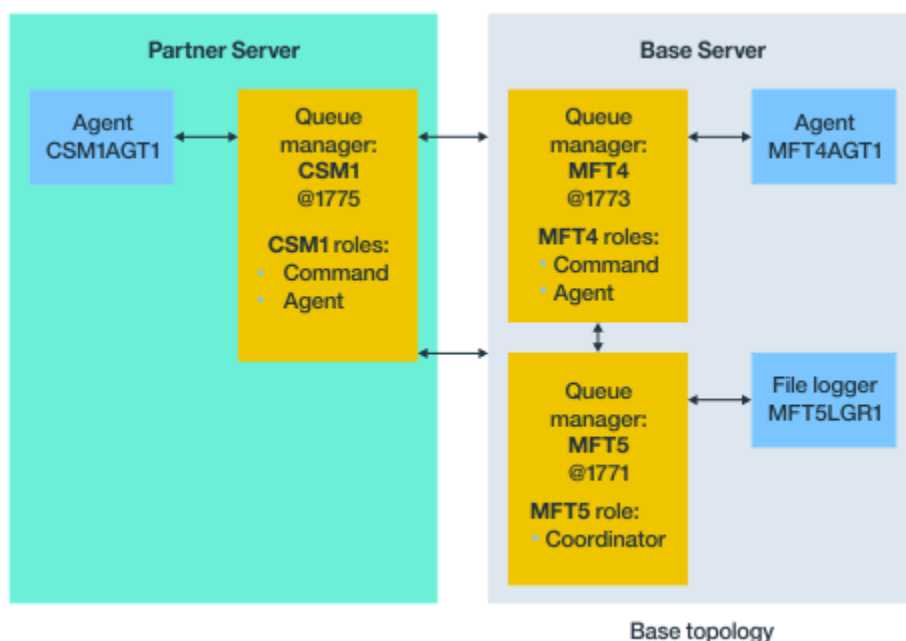 Partner Server
Agent
CSM1AGT1
Queue
manager:
CSM1
@1775
CSM1 roles:
• Command
• Agent
Base Server
Queue
manager:
MFT4
@1773
MFT4 roles:
• Command
• Agent
Agent
MFT4AGT1
Queue
manager:
MFT5
@1771
MFT5 role:
• Coordinator
File logger
MFT5LGR1
Base topology